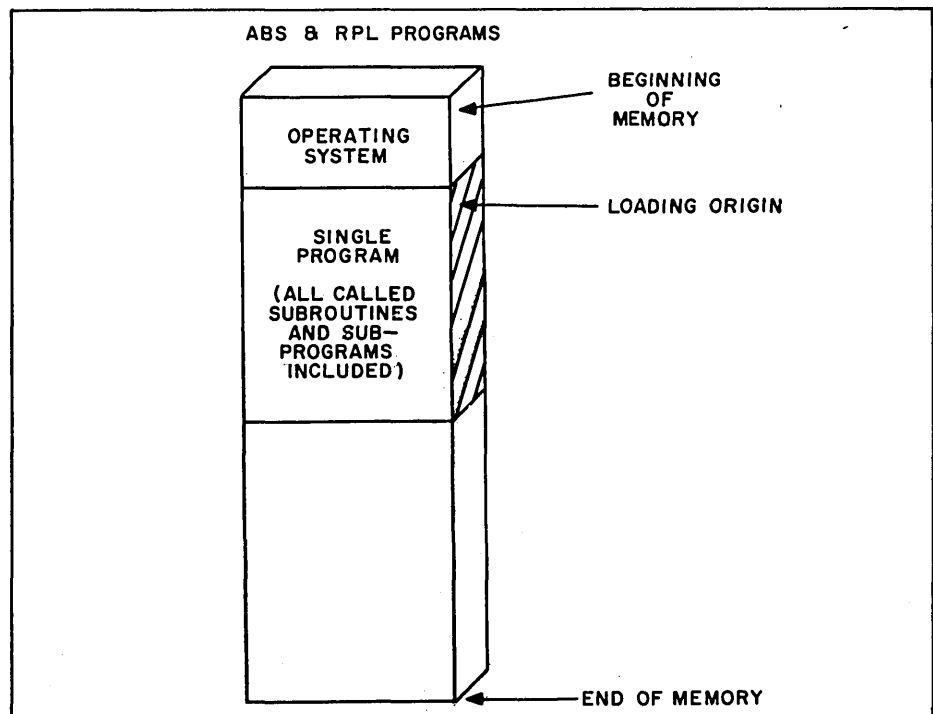 ABS & RPL PROGRAMS
BEGINNING
OF
MEMORY
OPERATING
SYSTEM
LOADING ORIGIN
SINGLE
PROGRAM
(ALL CALLED
SUBROUTINES
AND SUB-
PROGRAMS
INCLUDED)
END OF MEMORY